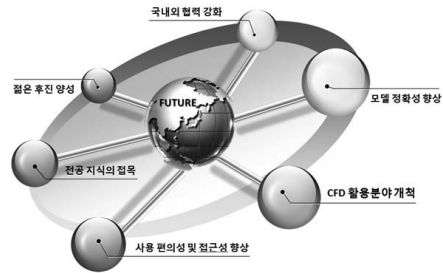 국내외 협력 강화
젊은 후진 양성
FUTURE
모델 정확성 향상
전공 지식의 접목
CFD 활용분야 개척
사용 편의성 및 접근성 향상